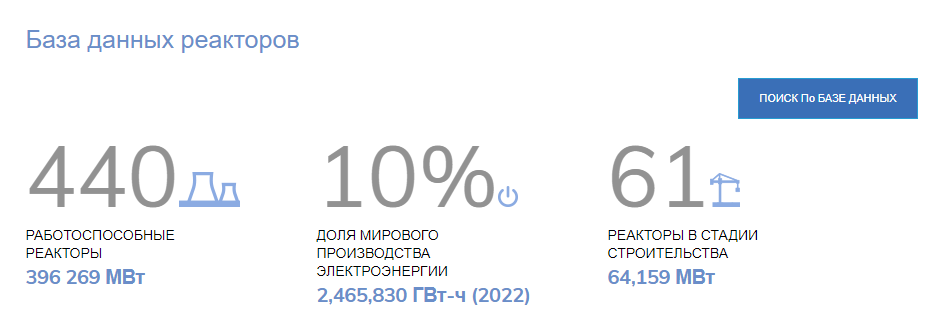 База данных реакторов
ПОИСК По БАЗЕ ДАННЫХ
440
РАБОТОСПОСОБНЫЕ
РЕАКТОРЫ
396 269 МВт
10%
ДОЛЯ МИРОВОГО
ПРОИЗВОДСТВА
ЭЛЕКТРОЭНЕРГИИ
2,465,830 ГВт-ч (2022)
61
РЕАКТОРЫ В СТАДИИ
СТРОИТЕЛЬСТВА
64,159 МВт